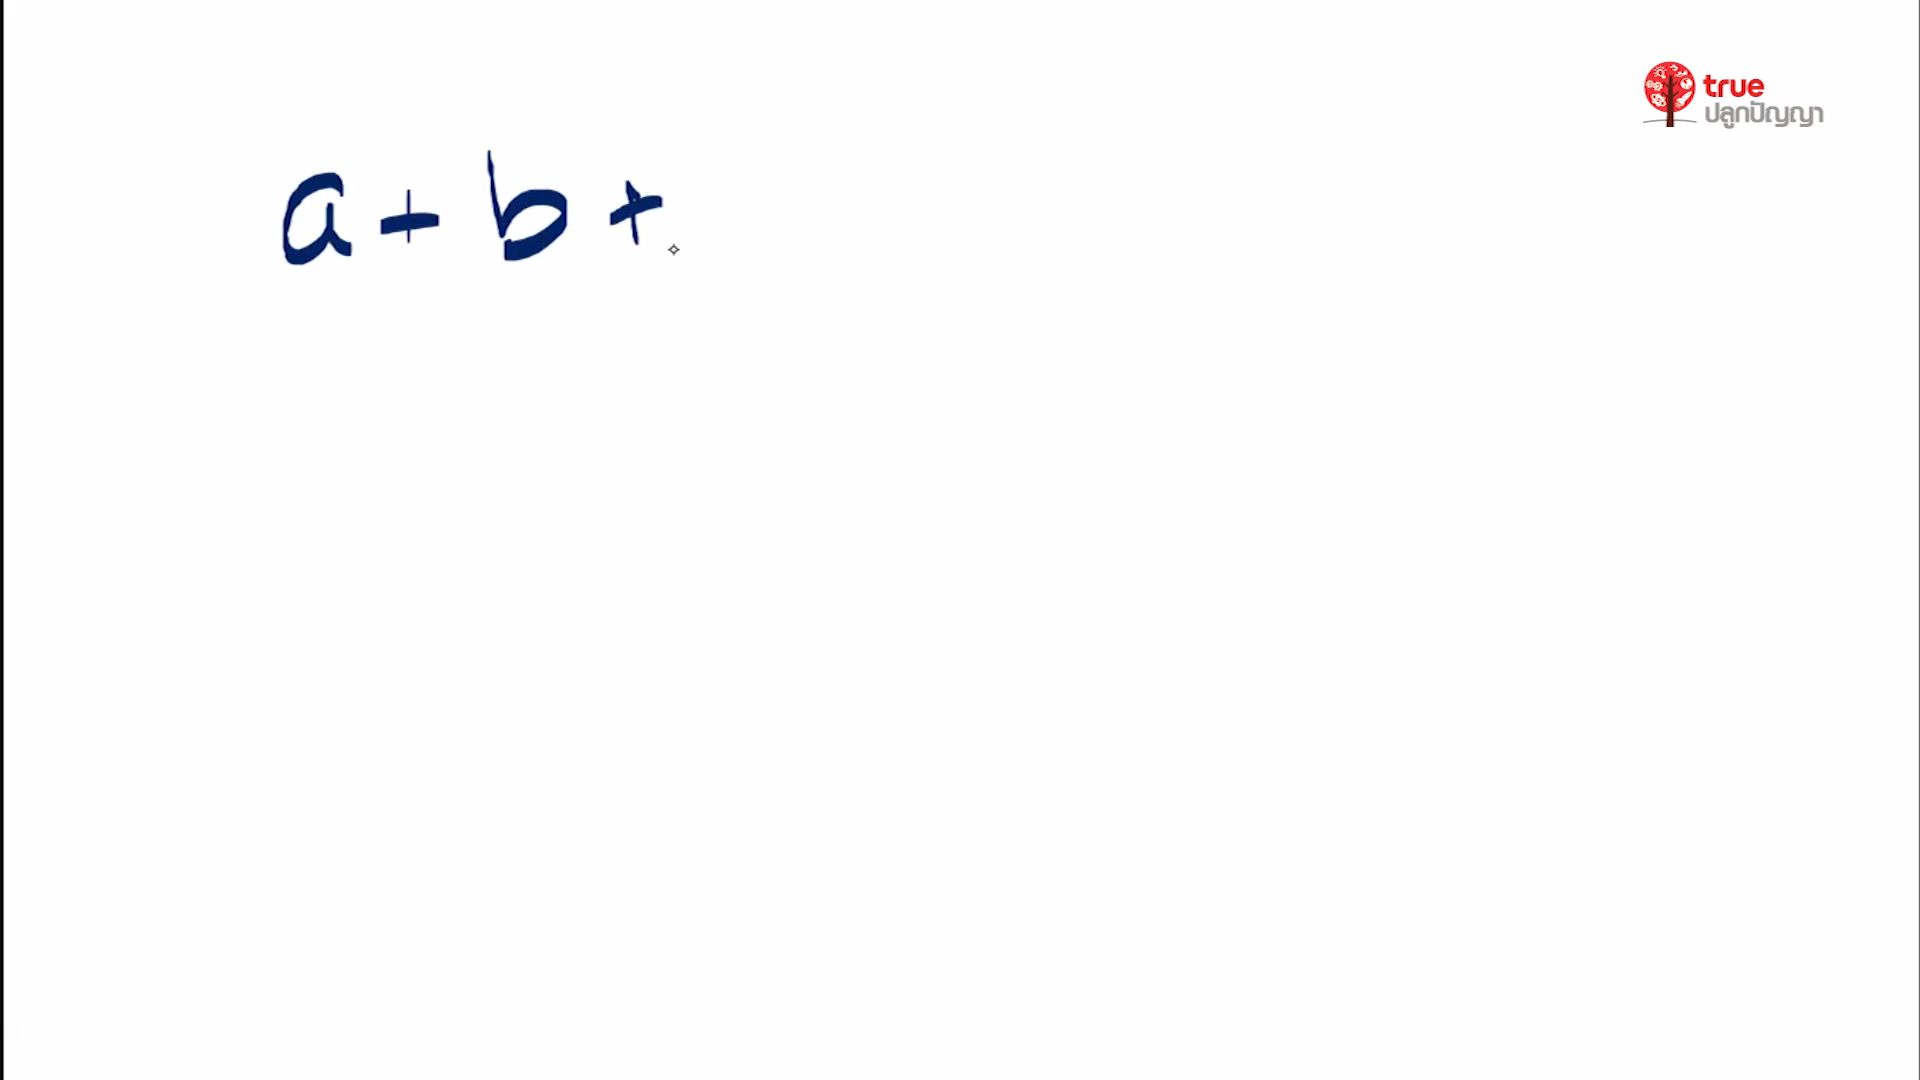 true
ปลูกปัญญา
a + b +